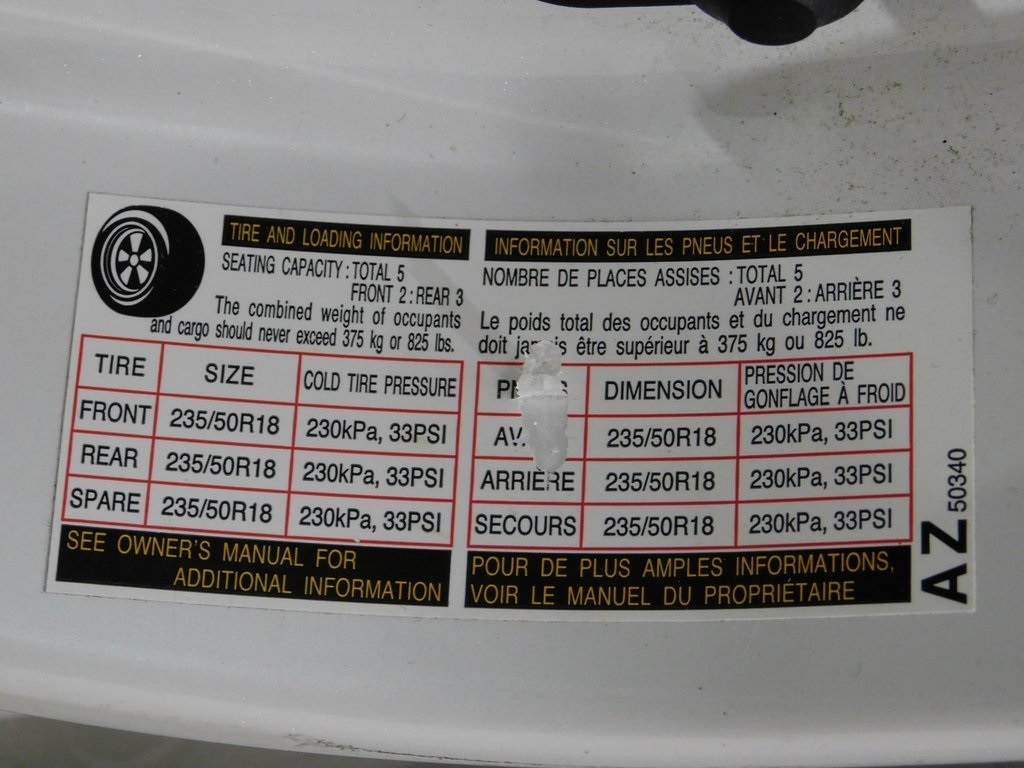 TIRE AND LOADING INFORMATION
SEATING CAPACITY : TOTAL 5
FRONT 2 : REAR 3
The combined weight of occupants
and cargo should never exceed 375 kg or 825 lbs.
TIRE SIZE COLD TIRE PRESSURE
FRONT 235/50R18 230kPa, 33PSI
REAR 235/50R18 230kPa, 33PSI
SPARE 235/50R18 230kPa, 33PSI
SEE OWNER'S MANUAL FOR
ADDITIONAL INFORMATION
INFORMATION SUR LES PNEUS ET LE CHARGEMENT
NOMBRE DE PLACES ASSISES : TOTAL 5
AVANT 2 : ARRIÈRE 3
Le poids total des occupants et du chargement ne
doit être supérieur à 375 kg ou 825 lb.
DIMENSION PRESSION DE
GONFLAGE À FROID
235/50R18 230kPa, 33PSI
ARRIÈRE 235/50R18 230kPa, 33PSI
SECOURS 235/50R18 230kPa, 33PSI
POUR DE PLUS AMPLES INFORMATIONS,
VOIR LE MANUEL DU PROPRIÉTAIRE
AZ 50340